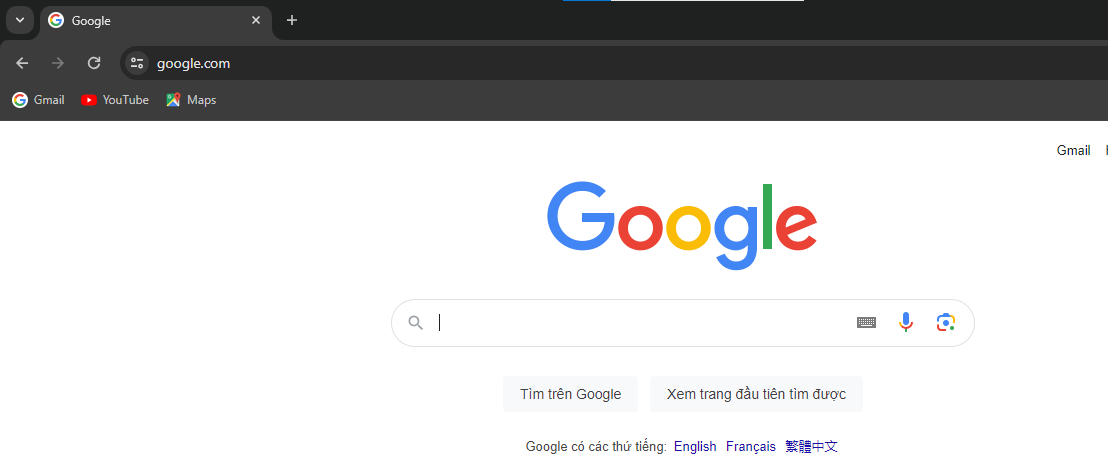 Google
google.com
Gmail YouTube Maps
Gmail
Google
Tìm trên Google Xem trang đầu tiên tìm được
Google có các thứ tiếng: English Français 繁體中文